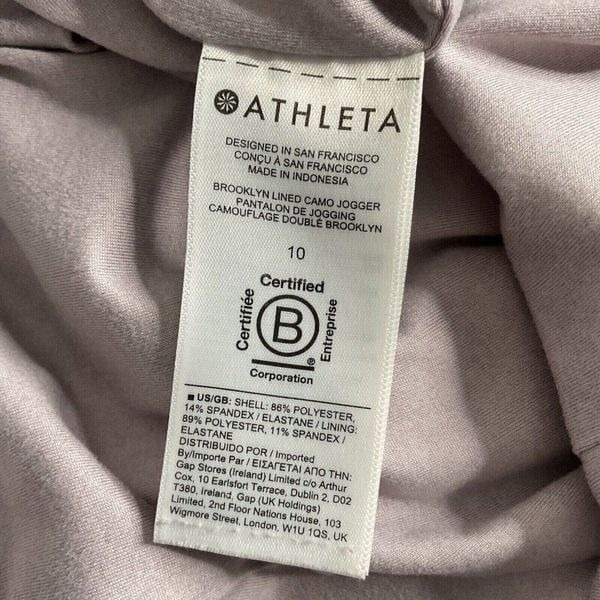 ATHLETA
DESIGNED IN SAN FRANCISCO
CONÇU À SAN FRANCISCO
MADE IN INDONESIA
BROOKLYN LINED CAMO JOGGER
PANTALON DE JOGGING
CAMOUFLAGE DOUBLÉ BROOKLYN
10
Certified
Certifiée
B
Entreprise
®
Corporation
■ US/GB: SHELL: 86% POLYESTER,
14% SPANDEX / ELASTANE / LINING:
89% POLYESTER, 11% SPANDEX /
ELASTANE
DISTRIBUIDO POR / Imported
By/Importe Par / ΕΙΣΑΓΕΤΑΙ ΑΠΟ ΤΗΝ:
Gap Stores (Ireland) Limited c/o Arthur
Cox, 10 Earlsfort Terrace, Dublin 2, D02
T380, Ireland, Gap (UK Holdings)
Limited, 2nd Floor Nations House, 103
Wigmore Street, London, W1U 1QS, UK